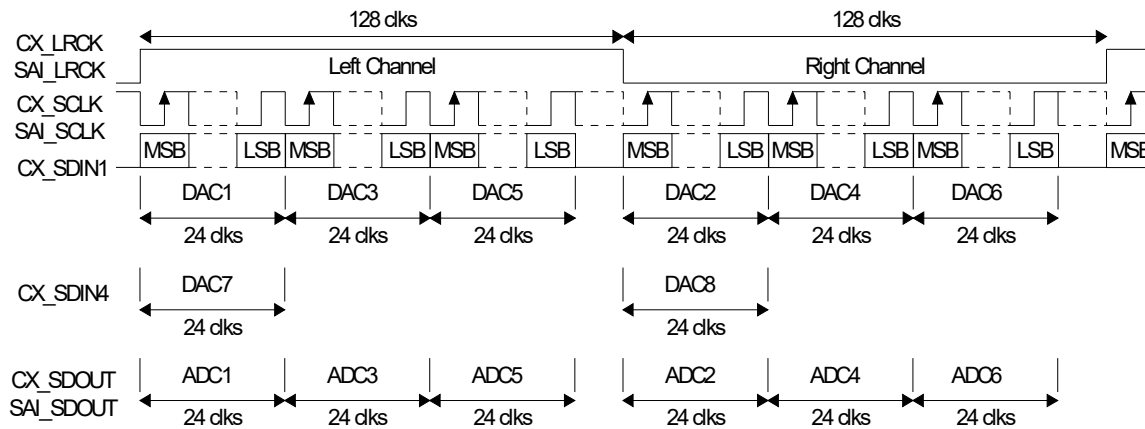 128 clks 128 clks
CX_LRCK
SAI_LRCK Left Channel Right Channel
CX_SCLK
SAI_SCLK
MSB LSB MSB LSB MSB LSB MSB LSB MSB LSB MSB LSB MSB
CX_SDIN1
DAC1 DAC3 DAC5 DAC2 DAC4 DAC6
24 clks 24 clks 24 clks 24 clks 24 clks 24 clks
CX_SDIN4 DAC7 DAC8
24 clks 24 clks
CX_SDOUT ADC1 ADC3 ADC5 ADC2 ADC4 ADC6
SAI_SDOUT 24 clks 24 clks 24 clks 24 clks 24 clks 24 clks